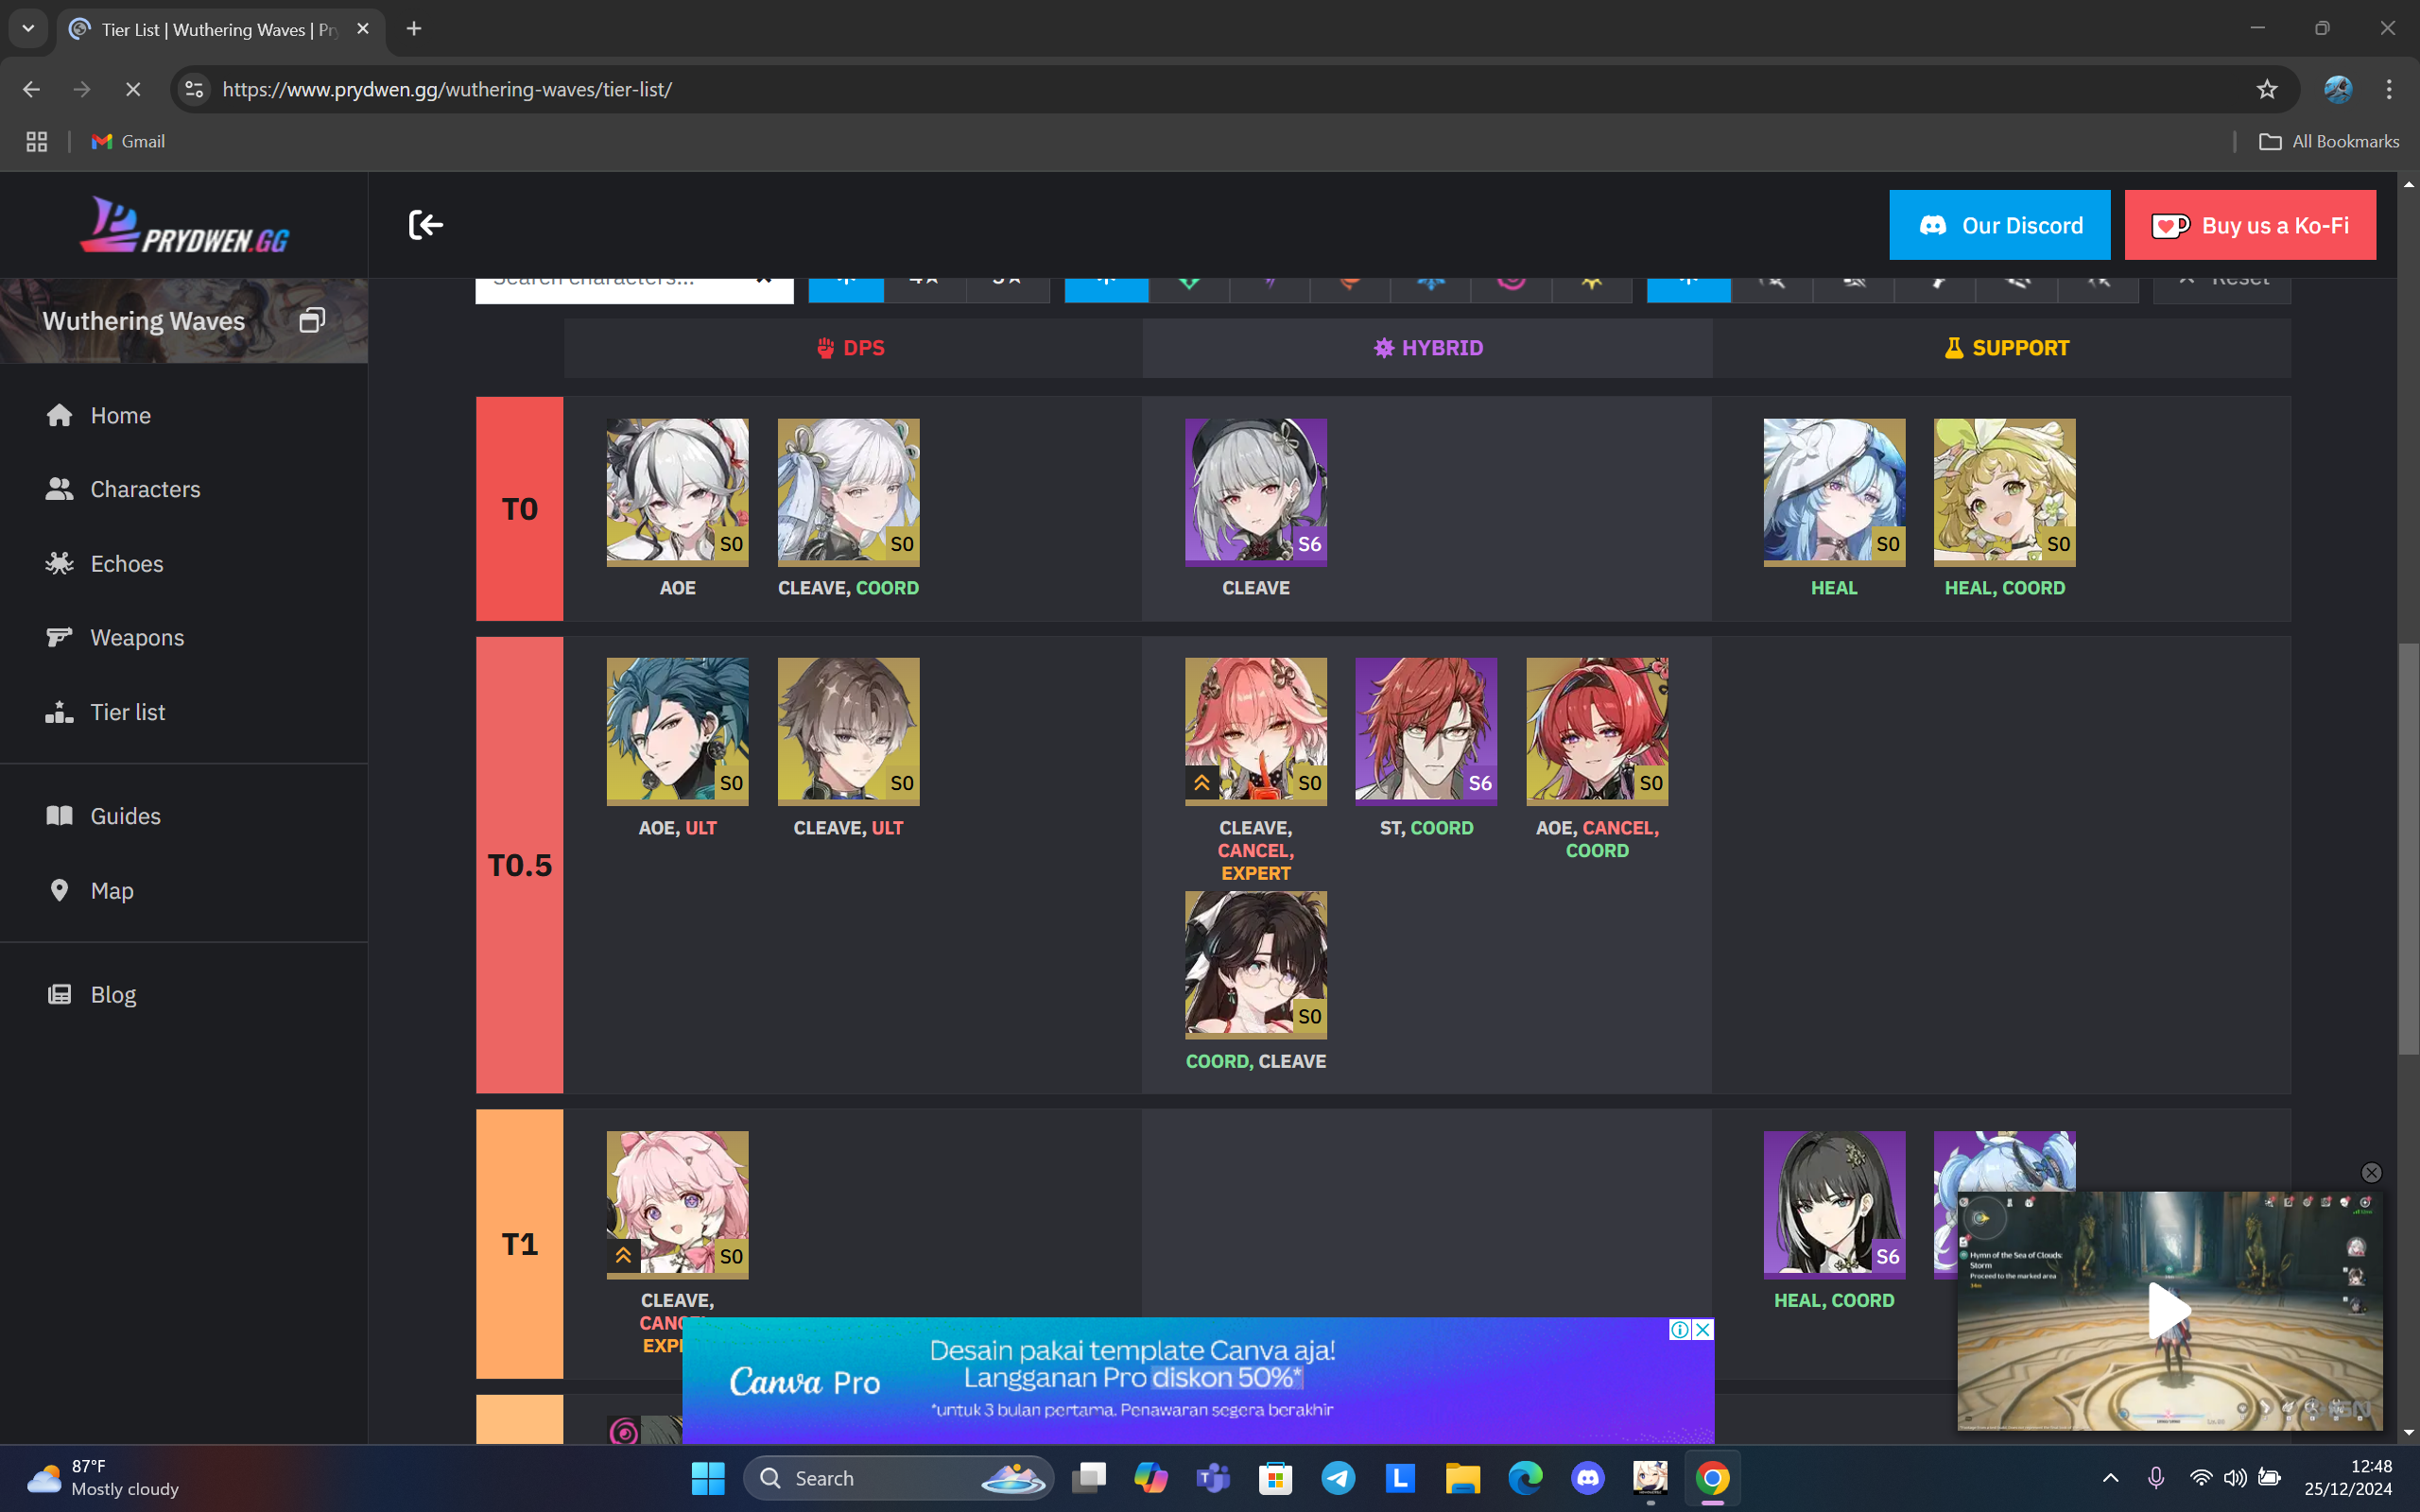 Tier List | Wuthering Waves | Pry
https://www.prydwen.gg/wuthering-waves/tier-list/
Gmail
All Bookmarks
PRYDWEN.GG
Our Discord
Buy us a Ko-Fi
Search characters...
4★
5★
Reset
Wuthering Waves
Home
Characters
Echoes
Weapons
Tier list
Guides
Map
Blog
DPS
HYBRID
SUPPORT
T0
S0
AOE
S0
CLEAVE, COORD
S6
CLEAVE
S0
HEAL
S0
HEAL, COORD
T0.5
S0
AOE, ULT
S0
CLEAVE, ULT
S0
CLEAVE,
CANCEL,
EXPERT
S6
ST, COORD
S0
AOE, CANCEL,
COORD
S0
COORD, CLEAVE
T1
S0
CLEAVE,
S6
HEAL, COORD
Hymn of the Sea of Clouds:
Storm
Proceed to the marked area
Canva Pro
Desain pakai template Canva aja!
Langganan Pro diskon 50%*
*untuk 3 bulan pertama. Penawaran segera berakhir
87°F
Mostly cloudy
Search
L
12:48
25/12/2024